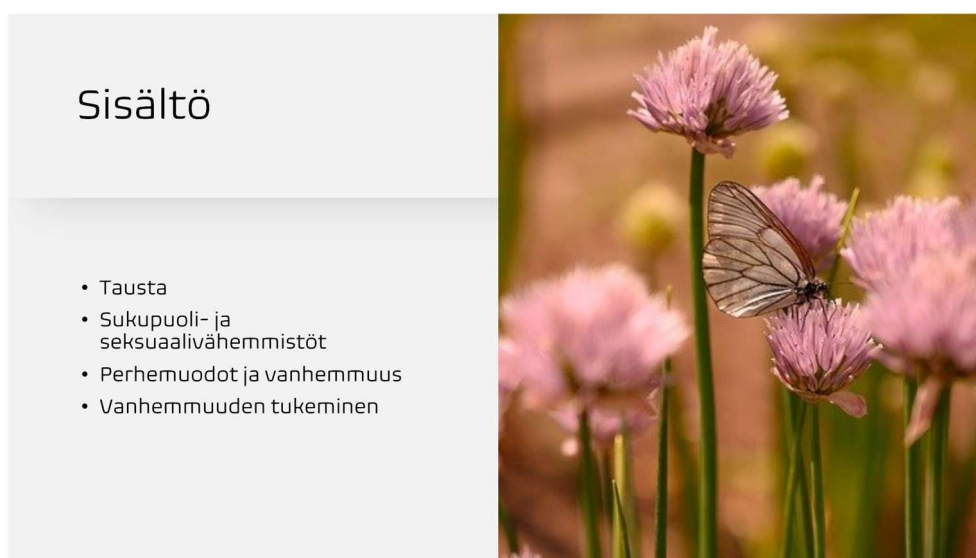 Sisältö
• Tausta
• Sukupuoli- ja
seksuaalivähemmistöt
• Perhemuodot ja vanhemmuus
• Vanhemmuuden tukeminen